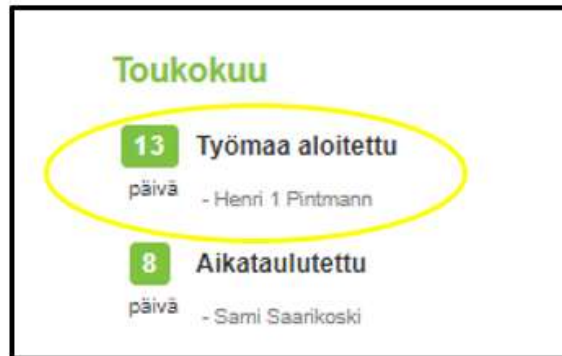 Toukokuu
13 Työmaa aloitettu
päivä - Henri 1 Pintmann
8 Aikataulutettu
päivä - Sami Saarikoski